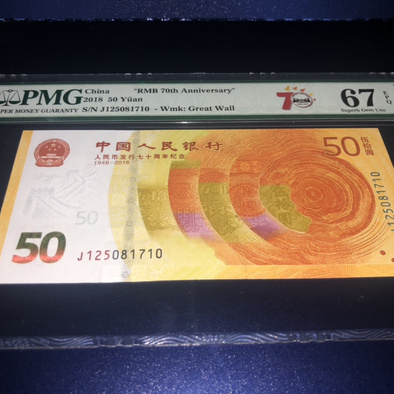 PMG
PAPER MONEY GUARANTY
China "RMB 70th Anniversary"
2018 50 Yüan
S/N J125081710 - Wmk: Great Wall
70
67
EPQ
Superb Gem Unc
中国人民银行
人民币发行七十周年纪念
1948-2018
50
伍拾圆
50
50
J125081710
J125081710